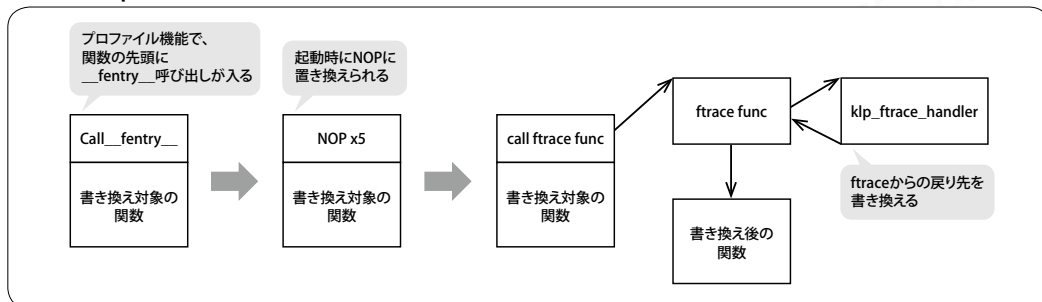 プロファイル機能で、
関数の先頭に
__fentry__呼び出しが入る
起動時にNOPに
置き換えられる
Call__fentry__
書き換え対象の
関数
NOP x5
書き換え対象の
関数
call ftrace func
書き換え対象の
関数
ftrace func
klp_ftrace_handler
ftraceからの戻り先を
書き換える
書き換え後の
関数